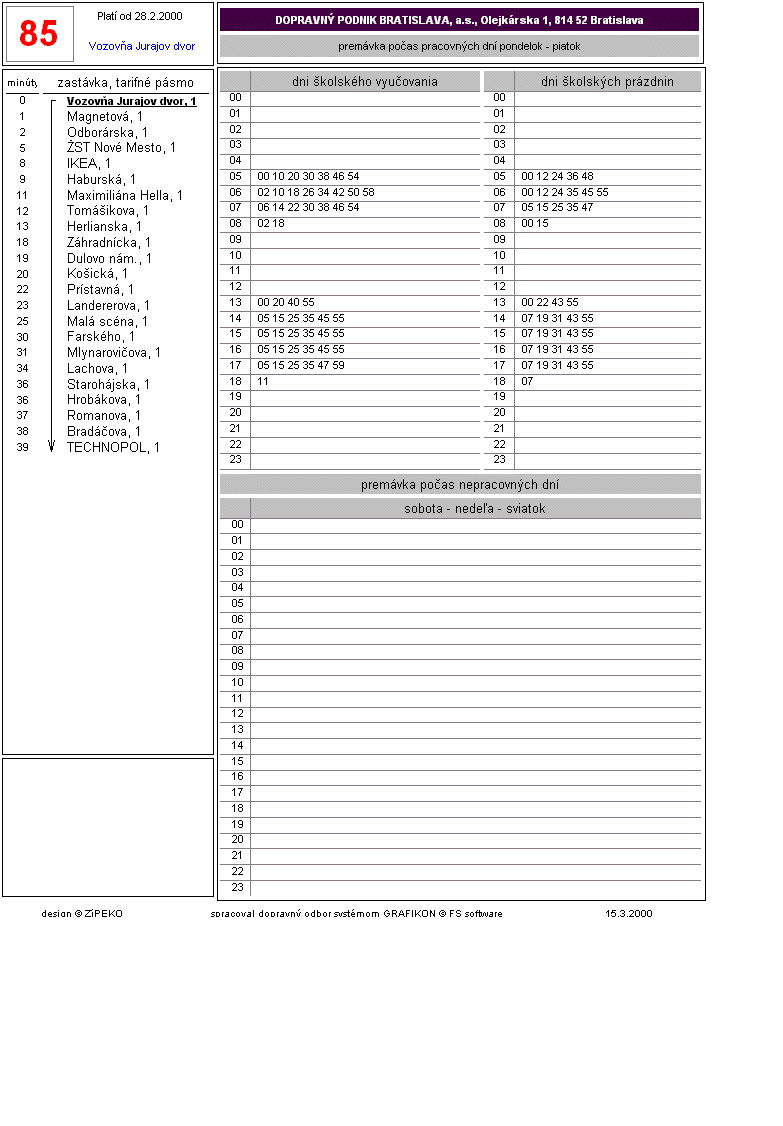 85
Platí od 28.2.2000
Vozovňa Jurajov dvor
DOPRAVNÝ PODNIK BRATISLAVA, a.s., Olejkárska 1, 814 52 Bratislava
premávka počas pracovných dní pondelok - piatok
minúty zastávka, tarifné pásmo
0 Vozovňa Jurajov dvor, 1
1 Magnetová, 1
2 Odborárska, 1
5 ŽST Nové Mesto, 1
8 IKEA, 1
9 Haburská, 1
11 Maximiliána Hella, 1
12 Tomášikova, 1
13 Herlianska, 1
18 Záhradnícka, 1
19 Dulovo nám., 1
20 Košická, 1
22 Prístavná, 1
23 Landererova, 1
25 Malá scéna, 1
30 Farského, 1
31 Mlynarovičova, 1
34 Lachova, 1
36 Starohájska, 1
36 Hrobákova, 1
37 Romanova, 1
38 Bradáčova, 1
39 TECHNOPOL, 1
dni školského vyučovania
00
01
02
03
04
05 00 10 20 30 38 46 54
06 02 10 18 26 34 42 50 58
07 06 14 22 30 38 46 54
08 02 18
09
10
11
12
13 00 20 40 55
14 05 15 25 35 45 55
15 05 15 25 35 45 55
16 05 15 25 35 45 55
17 05 15 25 35 47 59
18 11
19
20
21
22
23
dni školských prázdnin
00
01
02
03
04
05 00 12 24 36 48
06 00 12 24 35 45 55
07 05 15 25 35 47
08 00 15
09
10
11
12
13 00 22 43 55
14 07 19 31 43 55
15 07 19 31 43 55
16 07 19 31 43 55
17 07 19 31 43 55
18 07
19
20
21
22
23
premávka počas nepracovných dní
sobota - nedeľa - sviatok
00
01
02
03
04
05
06
07
08
09
10
11
12
13
14
15
16
17
18
19
20
21
22
23
design © ZíPEKO spracoval dopravný odbor systémom GRAFIKON © FS software 15.3.2000